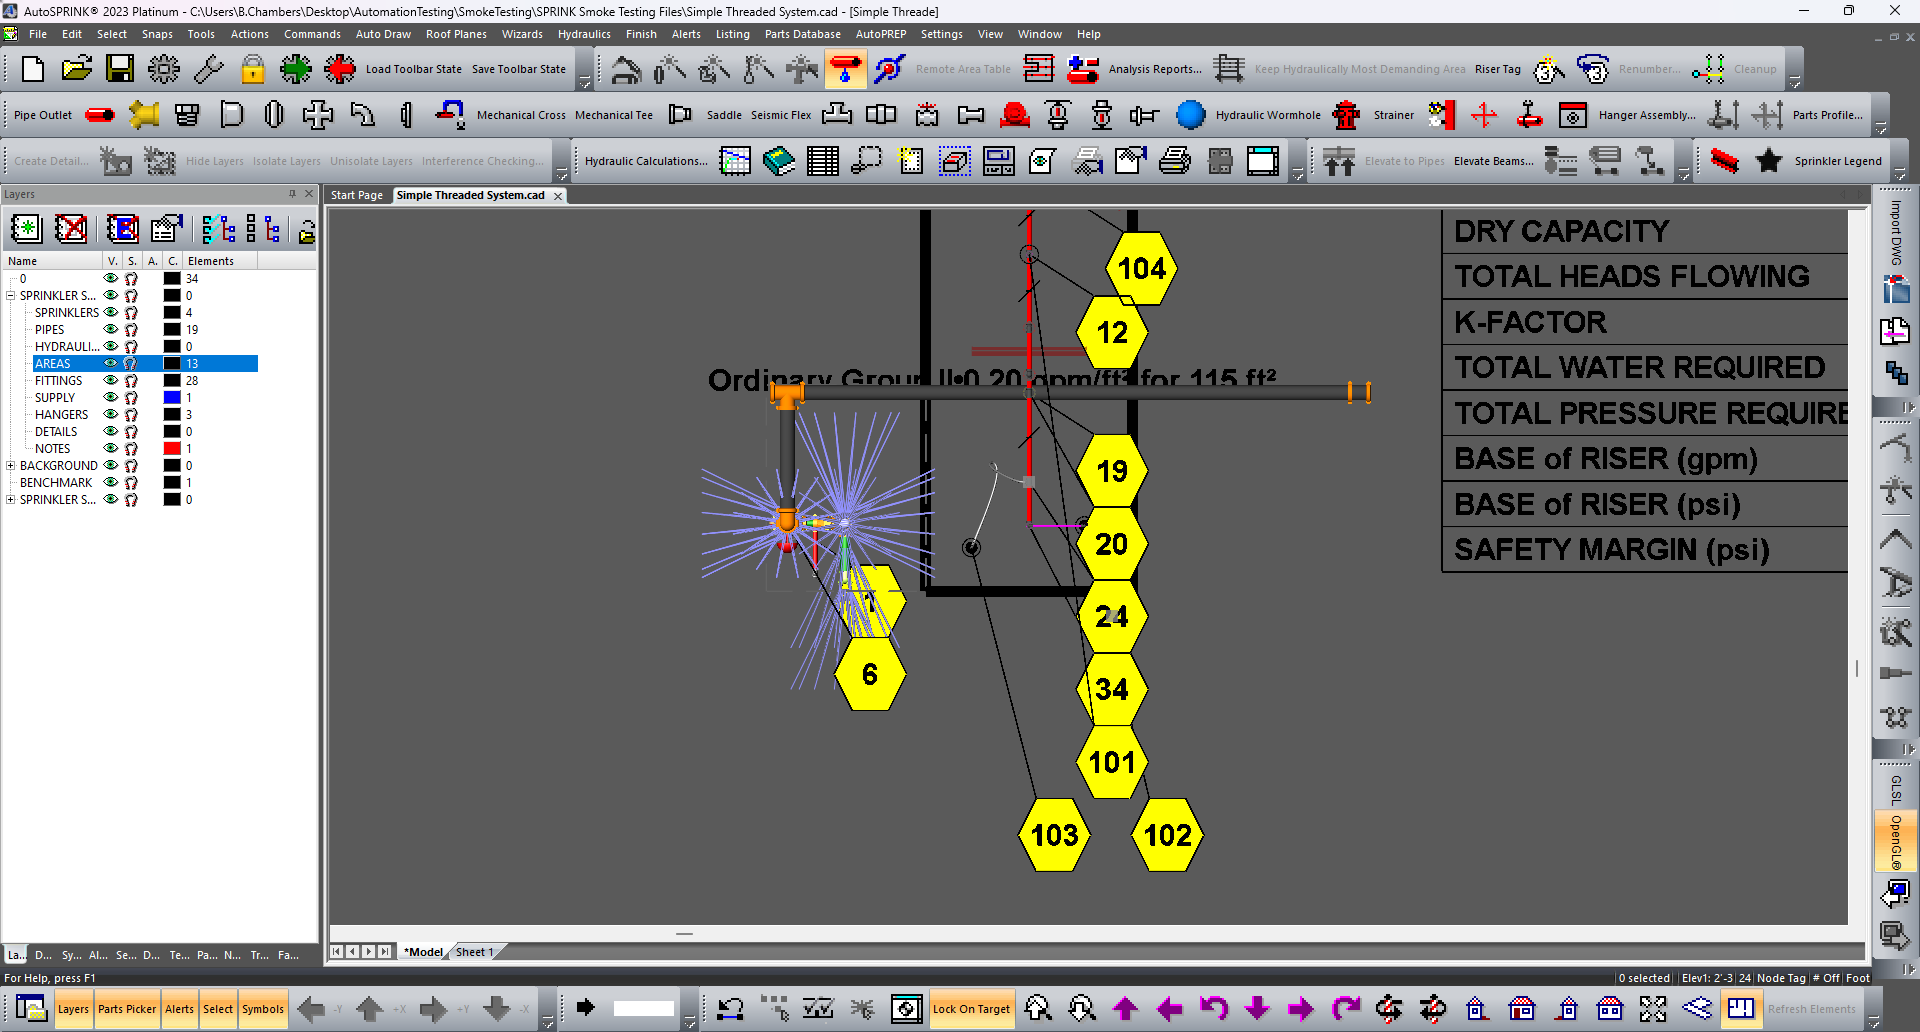 AutoSPRINK® 2023 Platinum - C:\Users\B.Chambers\Desktop\AutomationTesting\SmokeTesting\SPRINK Smoke Testing Files\Simple Threaded System.cad - [Simple Threade]
File Edit Select Snaps Tools Actions Commands Auto Draw Roof Planes Wizards Hydraulics Finish Alerts Listing Parts Database AutoPREP Settings View Window Help
Load Toolbar State Save Toolbar State Remote Area Table Analysis Reports... Keep Hydraulically Most Demanding Area Riser Tag Renumber... Cleanup
Pipe Outlet Mechanical Cross Mechanical Tee Saddle Seismic Flex Hydraulic Wormhole Strainer Hanger Assembly... Parts Profile...
Create Detail... Hide Layers Isolate Layers Unisolate Layers Interference Checking... Hydraulic Calculations... Elevate to Pipes Elevate Beams... Sprinkler Legend
Layers
Start Page Simple Threaded System.cad
Name V. S. A. C. Elements
0 34
SPRINKLER S... 0
SPRINKLERS 4
PIPES 19
HYDRAULI... 0
AREAS 13
FITTINGS 28
SUPPLY 1
HANGERS 3
DETAILS 0
NOTES 1
BACKGROUND 0
BENCHMARK 1
SPRINKLER S... 0
La... D... Sy... Al... Se... D... Te... Pa... N... Tr... Fa...
104
12
Ordinary Group II•0.20 gpm/ft² for 115 ft²
19
20
24
34
101
103
102
1
6
DRY CAPACITY
TOTAL HEADS FLOWING
K-FACTOR
TOTAL WATER REQUIRED
TOTAL PRESSURE REQUIRE
BASE of RISER (gpm)
BASE of RISER (psi)
SAFETY MARGIN (psi)
Import DWG
GLSL
OpenGL®
*Model Sheet 1
For Help, press F1
0 selected Elev1: 2'-3 24 Node Tag # Off Foot
Layers Parts Picker Alerts Select Symbols -Y +X +Y -X Lock On Target Refresh Elements